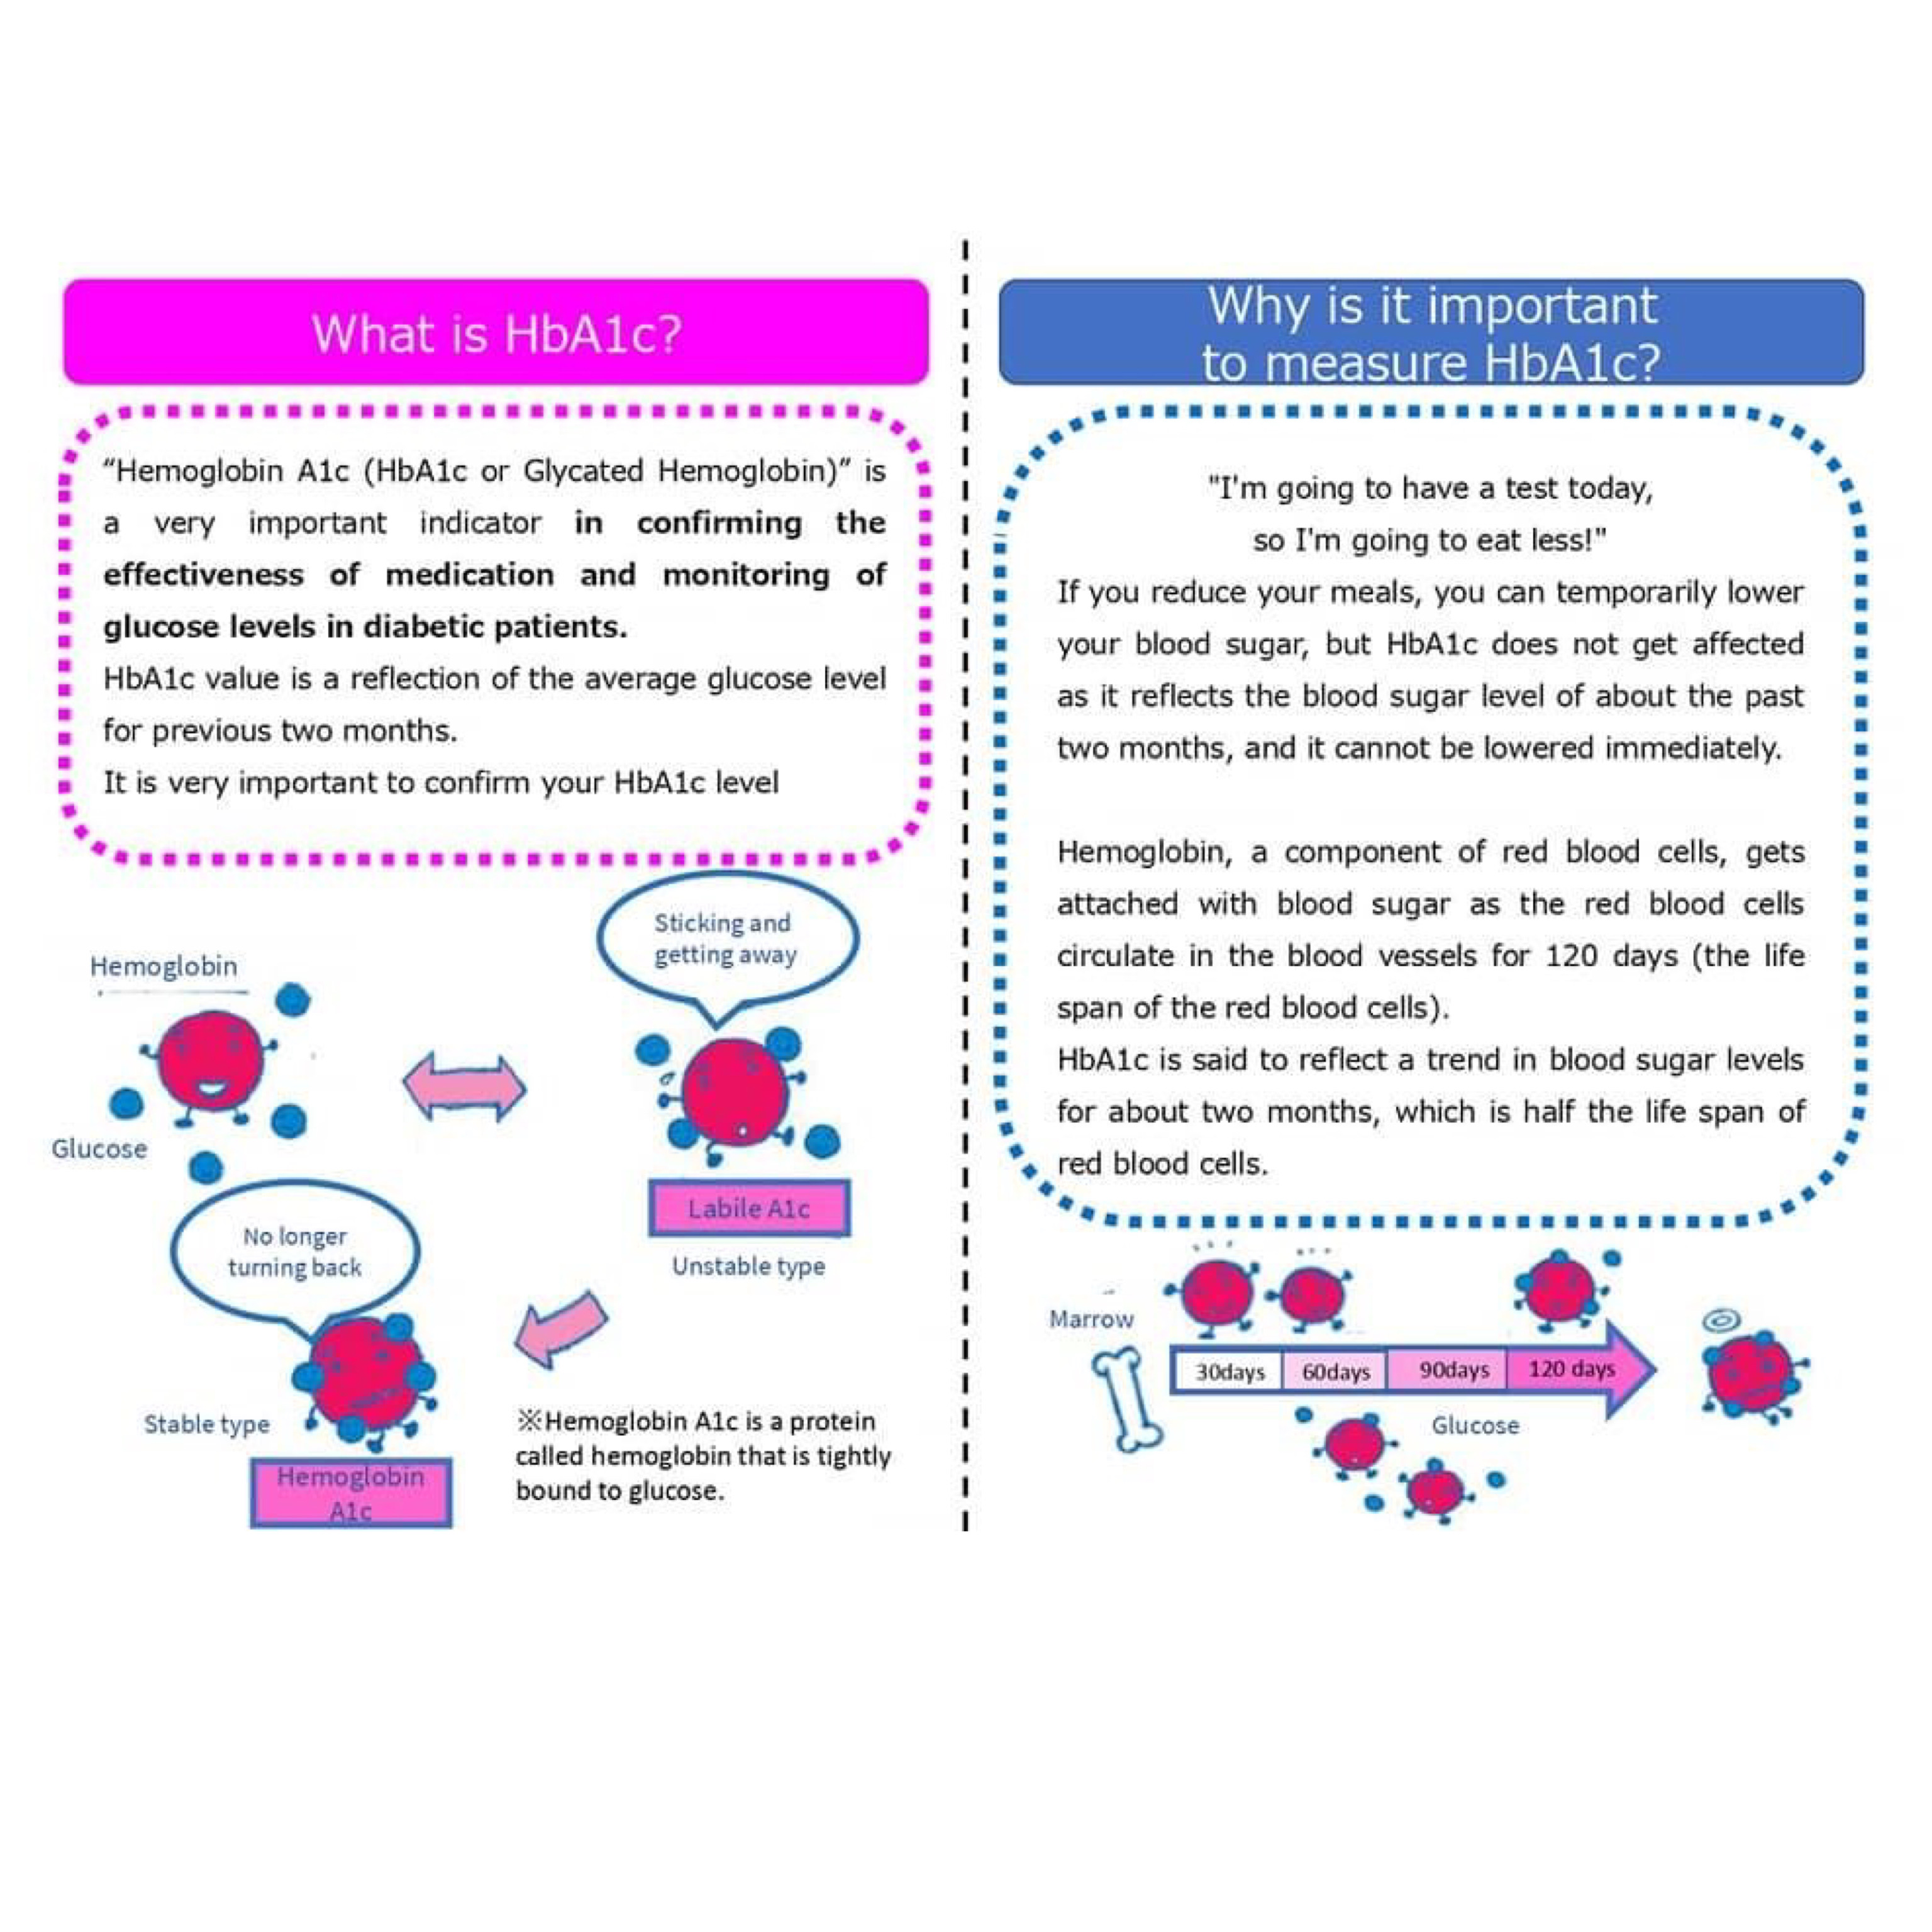 What is HbA1c?
“Hemoglobin A1c (HbA1c or Glycated Hemoglobin)” is
a very important indicator in confirming the
effectiveness of medication and monitoring of
glucose levels in diabetic patients.
HbA1c value is a reflection of the average glucose level
for previous two months.
It is very important to confirm your HbA1c level
Sticking and
getting away
Hemoglobin
Glucose
Labile A1c
Unstable type
No longer
turning back
Stable type
Hemoglobin
A1c
※Hemoglobin A1c is a protein
called hemoglobin that is tightly
bound to glucose.
Why is it important
to measure HbA1c?
"I'm going to have a test today,
so I'm going to eat less!"
If you reduce your meals, you can temporarily lower
your blood sugar, but HbA1c does not get affected
as it reflects the blood sugar level of about the past
two months, and it cannot be lowered immediately.
Hemoglobin, a component of red blood cells, gets
attached with blood sugar as the red blood cells
circulate in the blood vessels for 120 days (the life
span of the red blood cells).
HbA1c is said to reflect a trend in blood sugar levels
for about two months, which is half the life span of
red blood cells.
Marrow
30days 60days 90days 120 days
Glucose